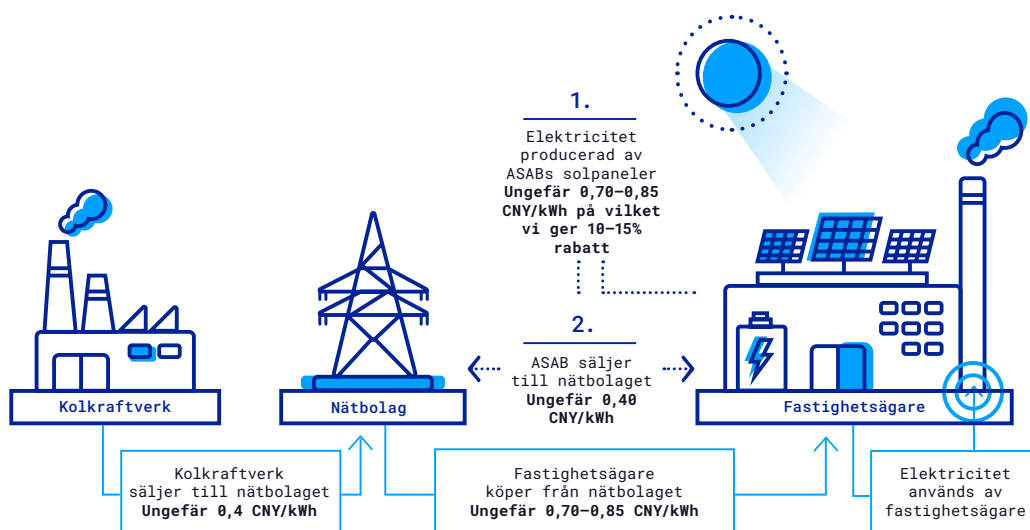 1.
Elektricitet
producerad av
ASABs solpaneler
Ungefär 0,70–0,85
CNY/kWh på vilket
vi ger 10–15%
rabatt
2.
ASAB säljer
till nätbolaget
Ungefär 0,40
CNY/kWh
Kolkraftverk
Nätbolag
Fastighetsägare
Kolkraftverk
säljer till nätbolaget
Ungefär 0,4 CNY/kWh
Fastighetsägare
köper från nätbolaget
Ungefär 0,70–0,85 CNY/kWh
Elektricitet
används av
fastighetsägare